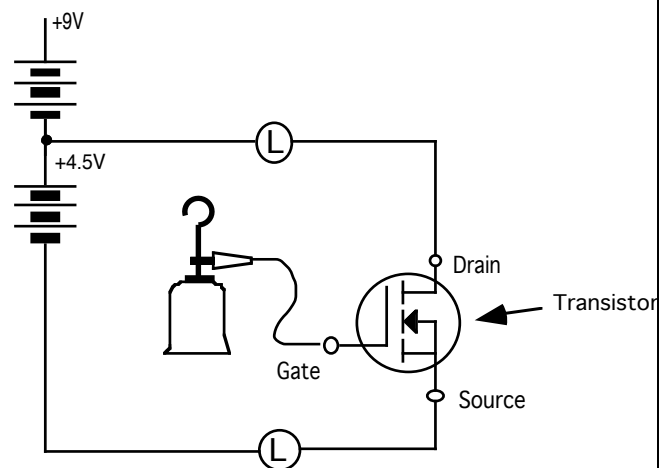 +9V
L
+4.5V
Drain
Transistor
Gate
Source
L